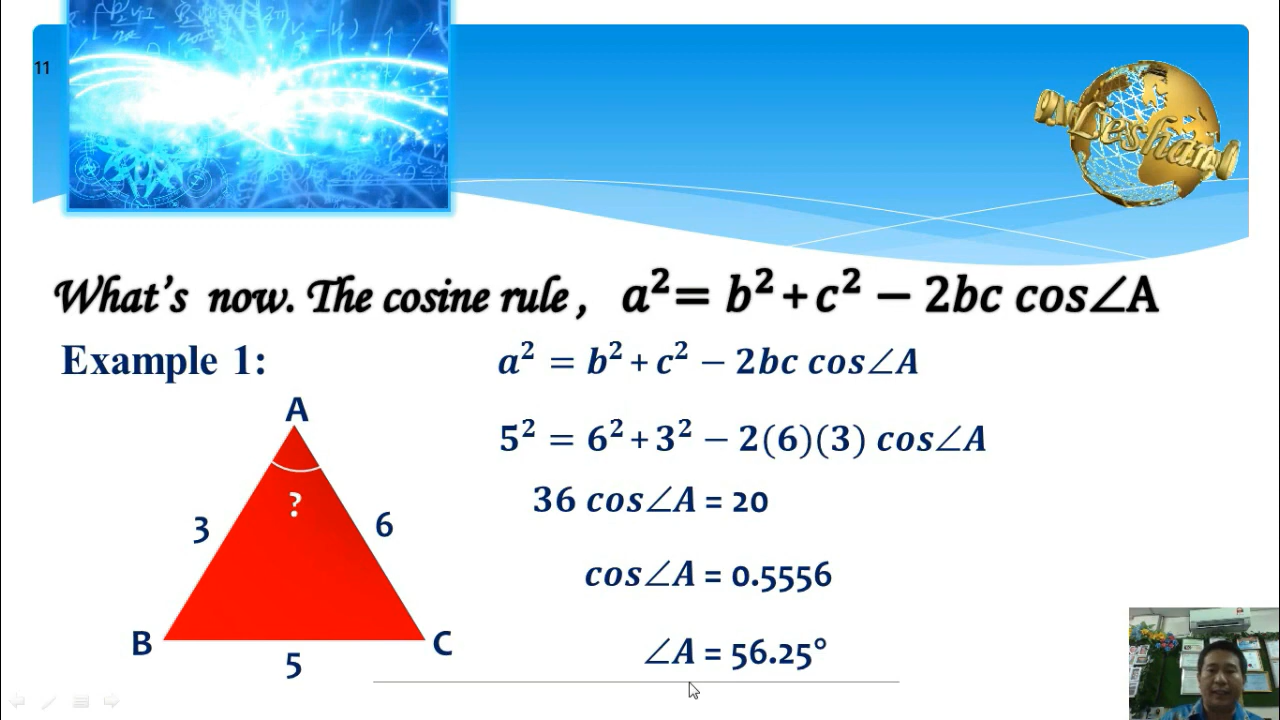 11
Leshanl
What's now. The cosine rule , a² = b² + c² − 2bc cos∠A
Example 1:
a² = b² + c² − 2bc cos∠A
A
5² = 6² + 3² − 2(6)(3) cos∠A
?
36 cos∠A = 20
3
6
cos∠A = 0.5556
B
C
∠A = 56.25°
5